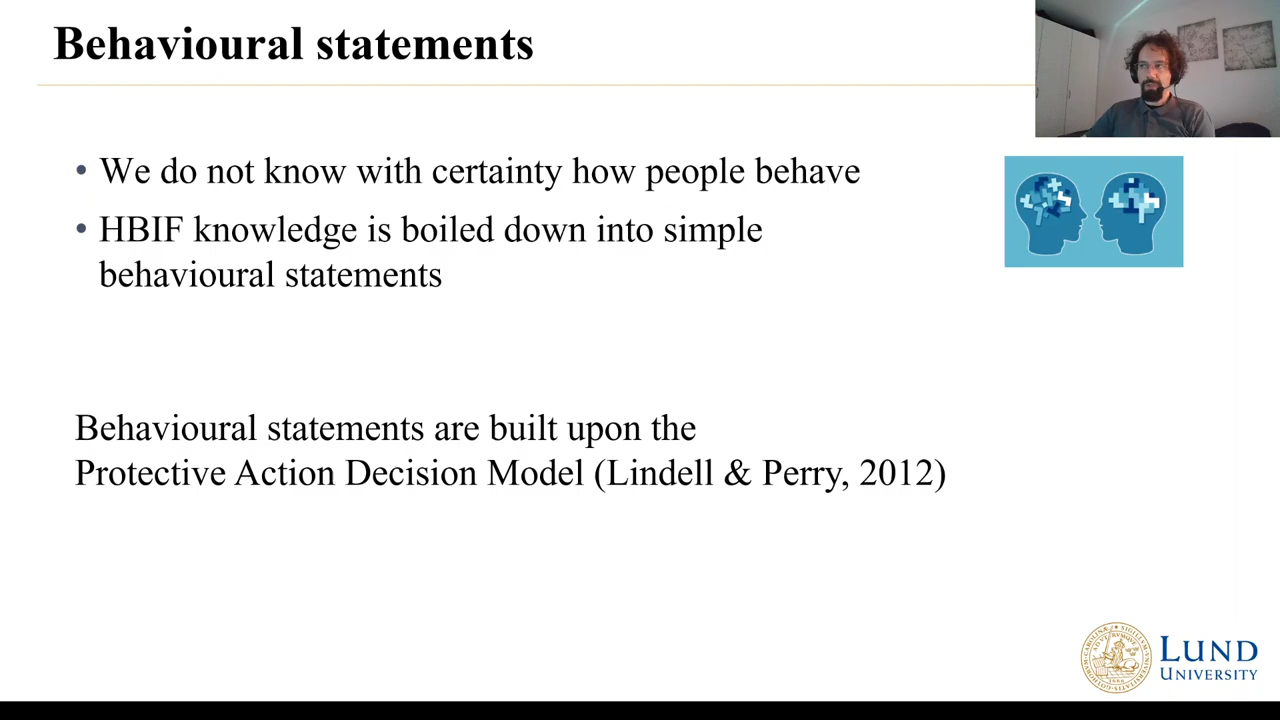 Behavioural statements
• We do not know with certainty how people behave
• HBIF knowledge is boiled down into simple
behavioural statements
Behavioural statements are built upon the
Protective Action Decision Model (Lindell & Perry, 2012)
LUND
UNIVERSITY